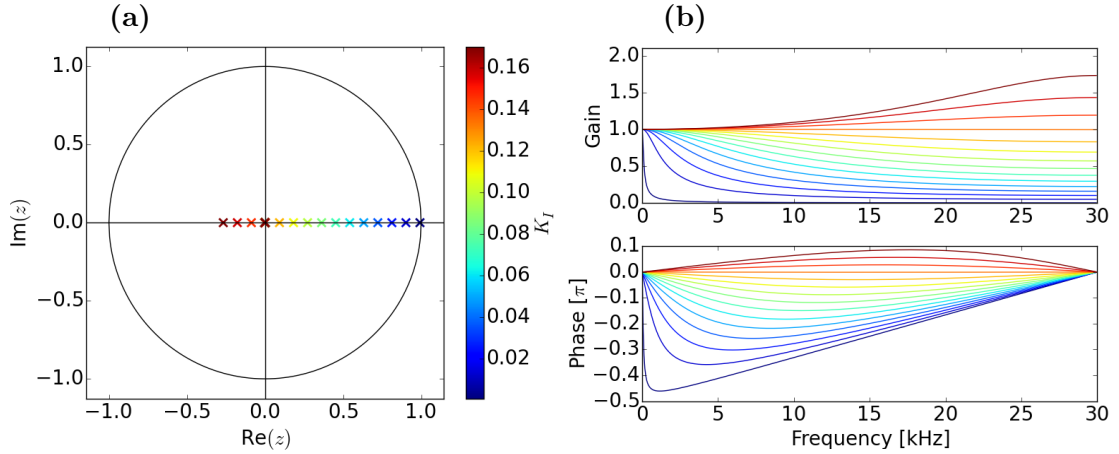 (a)
1.0
0.5
0.0
−0.5
−1.0
Im(z)
−1.0 −0.5 0.0 0.5 1.0
Re(z)
0.16
0.14
0.12
0.10
0.08
0.06
0.04
0.02
K_I
(b)
2.0
1.5
1.0
0.5
0.0
Gain
0 5 10 15 20 25 30
0.1
0.0
−0.1
−0.2
−0.3
−0.4
−0.5
Phase [π]
0 5 10 15 20 25 30
Frequency [kHz]